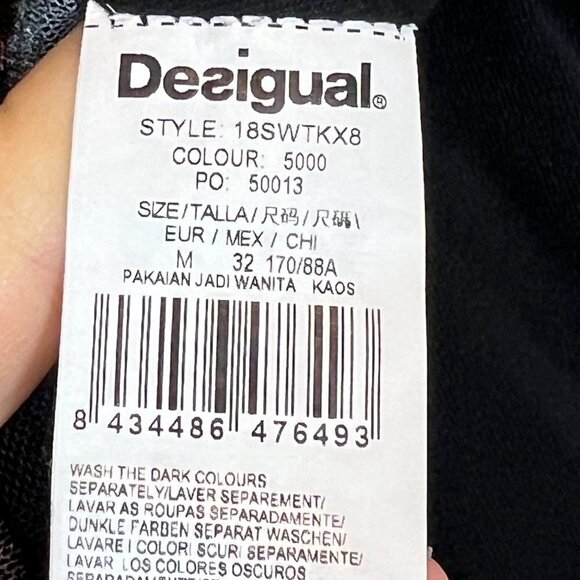 Desigual®
STYLE: 18SWTKX8
COLOUR: 5000
PO: 50013
SIZE/TALLA/尺码/尺碼\
EUR / MEX / CHI
M 32 170/88A
PAKAIAN JADI WANITA KAOS
8 434486 476493
WASH THE DARK COLOURS
SEPARATELY/LAVER SEPAREMENT/
LAVAR AS ROUPAS SEPARADAMENTE/
DUNKLE FARBEN SEPARAT WASCHEN/
LAVARE I COLORI SCURI SEPARAMENTE/
LAVAR LOS COLORES OSCUROS